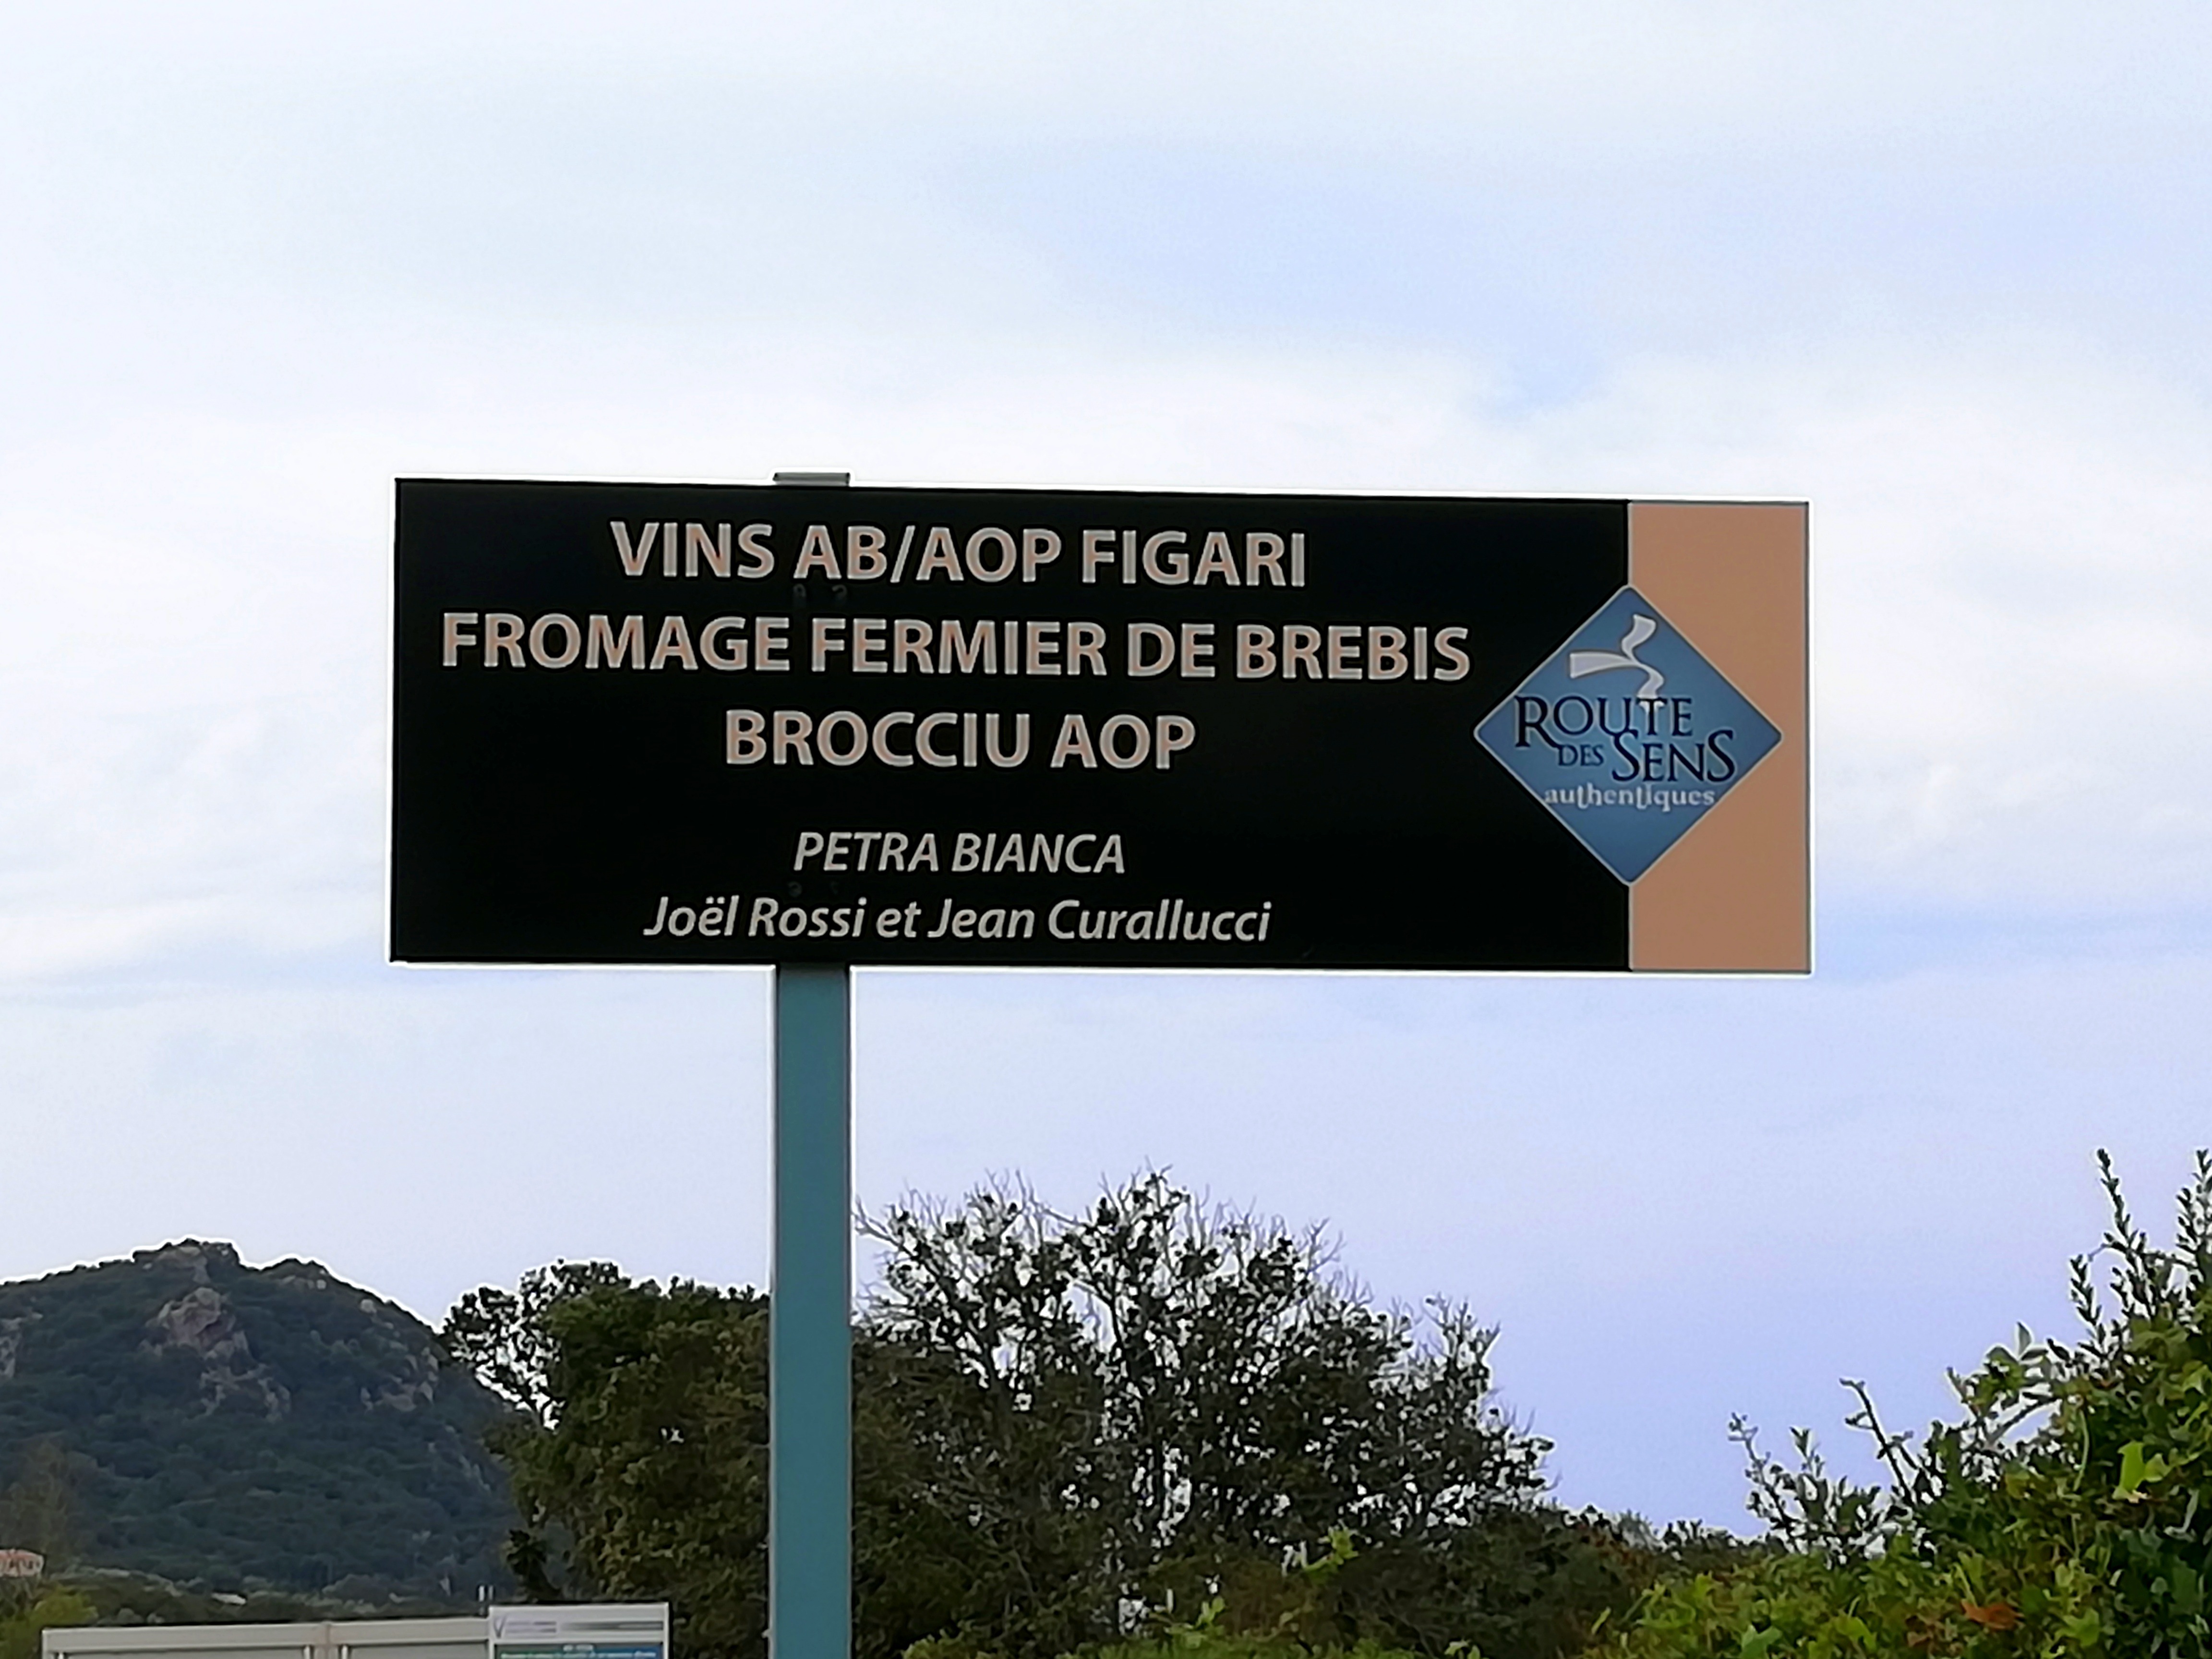 VINS AB/AOP FIGARI
FROMAGE FERMIER DE BREBIS
BROCCIU AOP
PETRA BIANCA
Joël Rossi et Jean Curallucci
ROUTE
DES SENS
authentiques